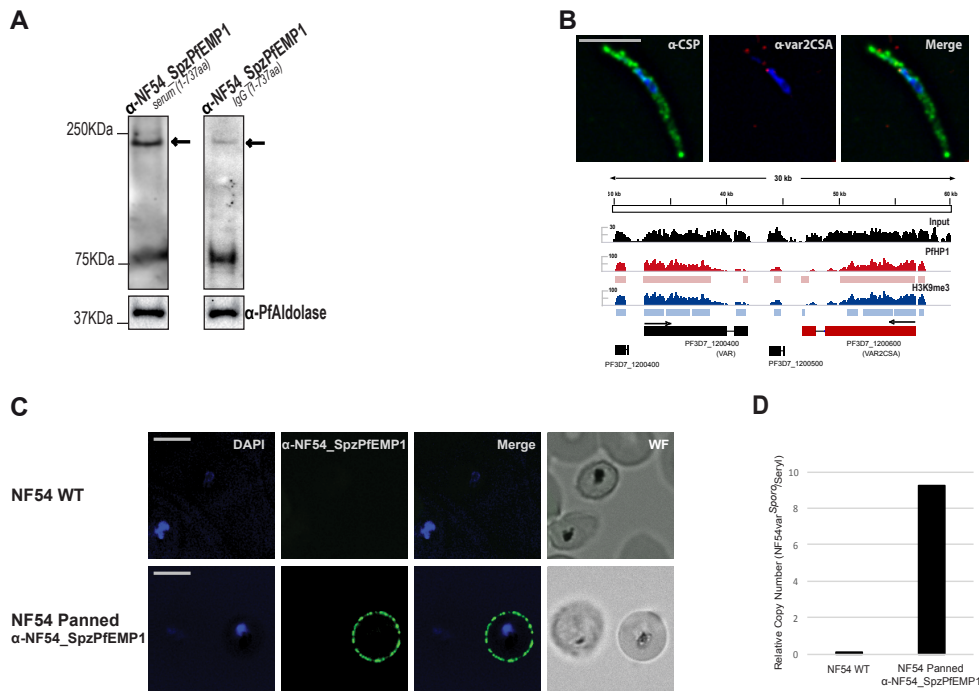 A
α-NF54_SpzPfEMP1
serum (1-737aa)
α-NF54_SpzPfEMP1
IgG (1-737aa)
250KDa
75KDa
37KDa
α-PfAldolase
B
α-CSP
α-var2CSA
Merge
30 kb
10 kb
40 kb
50 kb
60 kb
Input
30
PfHP1
100
H3K9me3
100
PF3D7_1200400
(VAR)
PF3D7_1200600
(VAR2CSA)
PF3D7_1200400
PF3D7_1200500
C
DAPI
α-NF54_SpzPfEMP1
Merge
WF
NF54 WT
NF54 Panned
α-NF54_SpzPfEMP1
D
Relative Copy Number (NF54varSporo/Seryl)
10
8
6
4
2
0
NF54 WT
NF54 Panned
α-NF54_SpzPfEMP1